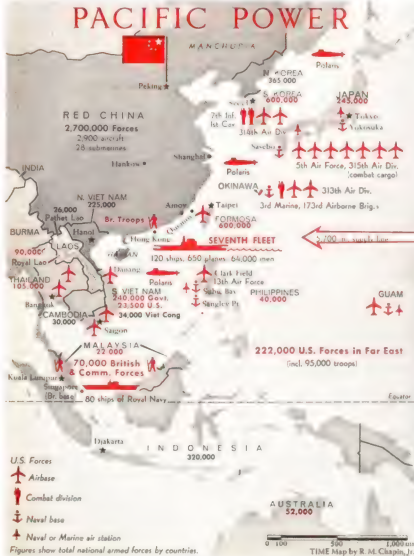 PACIFIC POWER
MANCHURIA
Polaris
Peking
N. KOREA
365,000
S. KOREA
600,000
JAPAN
245,000
Seoul
7th Inf.
1st Cav.
314th Air Div.
Tokyo
Yokosuka
RED CHINA
2,700,000 Forces
2,900 aircraft
28 submarines
Sasebo
5th Air Force, 315th Air Div.
(combat cargo)
Shanghai
Hankow
Polaris
INDIA
OKINAWA
313th Air Div.
3rd Marine, 173rd Airborne Brig.
N. VIET NAM
225,000
26,000
Pathet Lao
Hanoi
Br. Troops
Amoy
Quemoy
Taipei
FORMOSA
600,000
BURMA
LAOS
Hong Kong
SEVENTH FLEET
5,700 m. supply line
90,000
Royal Lao
120 ships, 650 planes, 64,000 men
THAILAND
105,000
Danang
Polaris
Clark Field
13th Air Force
Subic Bay
Sangley Pt.
S. VIET NAM
240,000 Govt.
23,500 U.S.
PHILIPPINES
40,000
GUAM
Bangkok
34,000 Viet Cong
CAMBODIA
30,000
Saigon
MALAYSIA
22,000
70,000 British
& Comm. Forces
222,000 U.S. Forces in Far East
(incl. 95,000 troops)
Kuala Lumpur
Singapore
(Br. base)
80 ships of Royal Navy
Equator
Djakarta
INDONESIA
320,000
U.S. Forces
Airbase
Combat division
Naval base
Naval or Marine air station
AUSTRALIA
52,000
0 100 500 1,000 mi.
Figures show total national armed forces by countries.
TIME Map by R. M. Chapin, Jr.